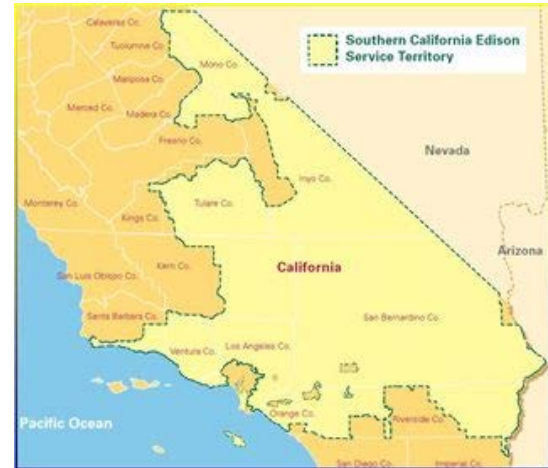 Southern California Edison
Service Territory
Calaveras Co.
Tuolumne Co.
Mono Co.
Mariposa Co.
Merced Co.
Madera Co.
Fresno Co.
Nevada
Inyo Co.
Monterey Co.
Tulare Co.
Kings Co.
Arizona
Kern Co.
California
San Luis Obispo Co.
Santa Barbara Co.
San Bernardino Co.
Ventura Co.
Los Angeles Co.
Orange Co.
Riverside Co.
Pacific Ocean
San Diego Co.
Imperial Co.